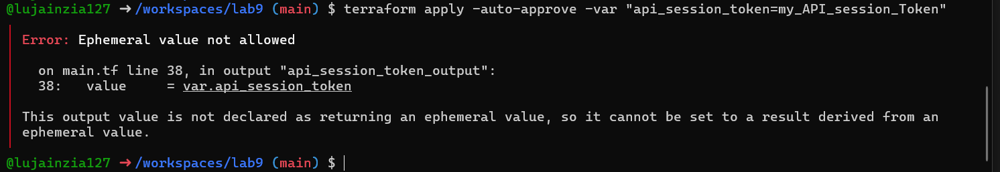 @lujainzia127 ➜ /workspaces/lab9 (main) $ terraform apply -auto-approve -var "api_session_token=my_API_session_Token"
Error: Ephemeral value not allowed
on main.tf line 38, in output "api_session_token_output":
38:   value     = var.api_session_token
This output value is not declared as returning an ephemeral value, so it cannot be set to a result derived from an
ephemeral value.
@lujainzia127 ➜ /workspaces/lab9 (main) $